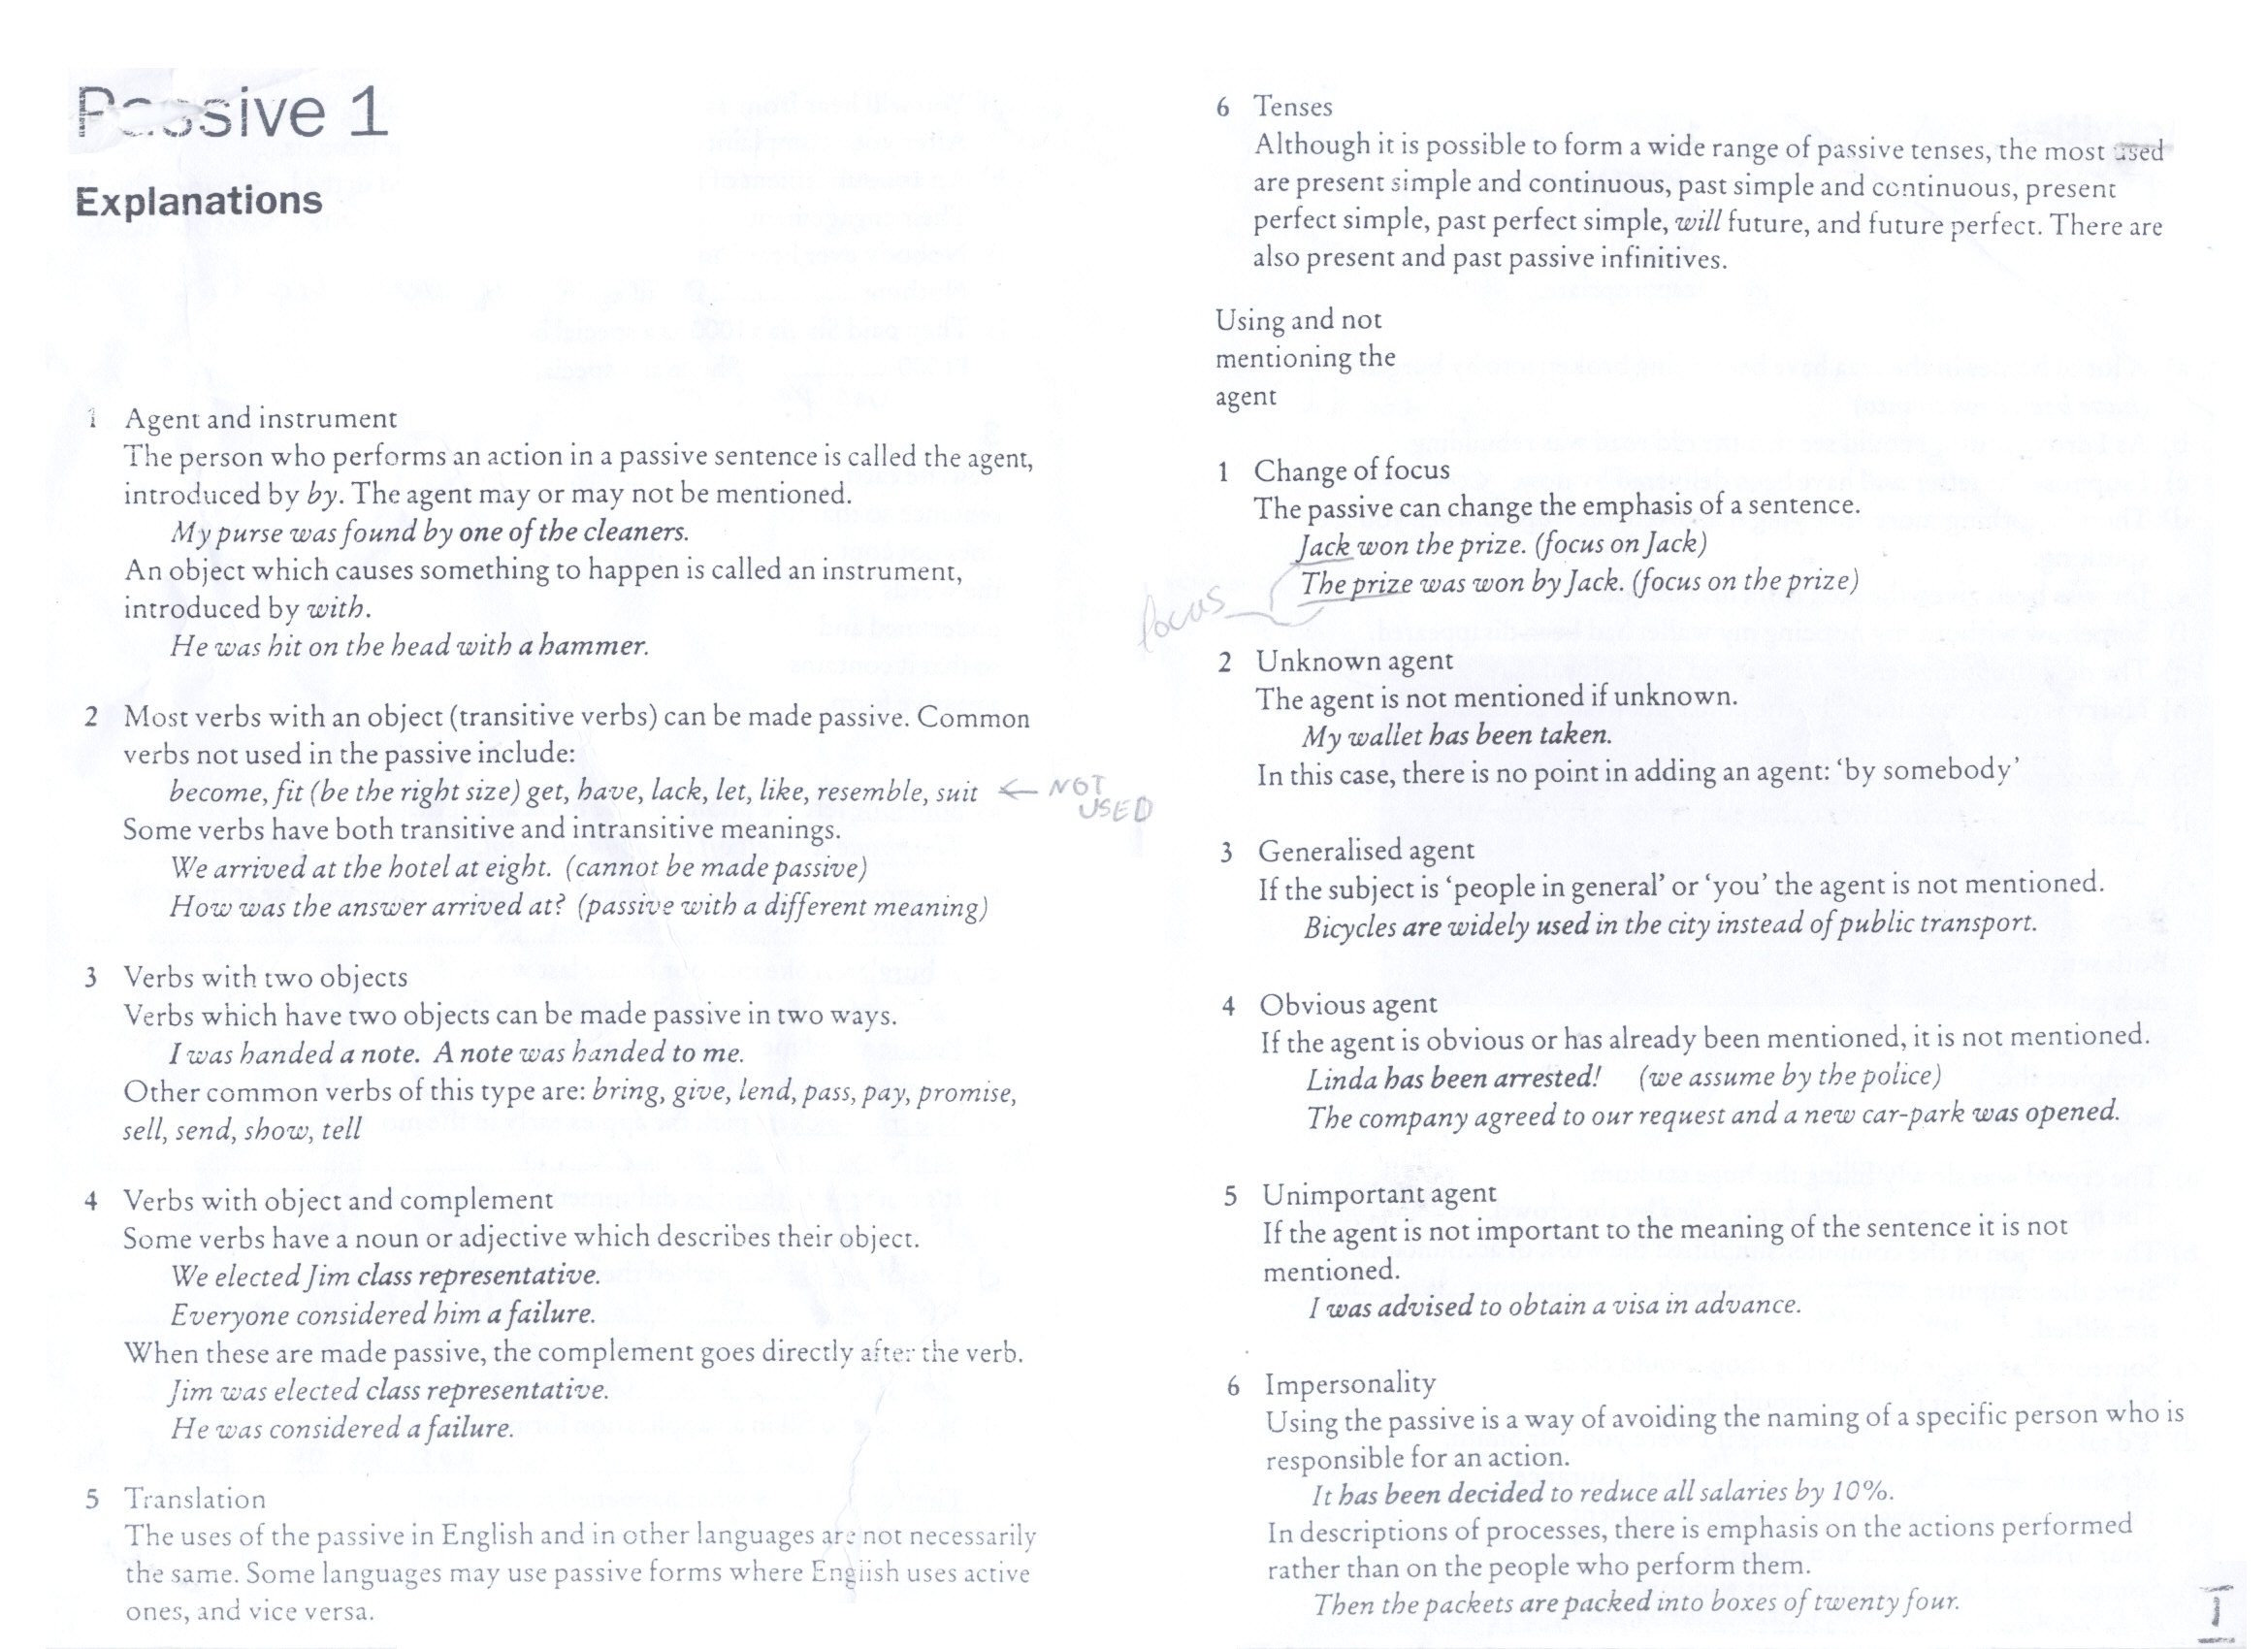 Passive 1
Explanations
1 Agent and instrument
The person who performs an action in a passive sentence is called the agent,
introduced by by. The agent may or may not be mentioned.
My purse was found by one of the cleaners.
An object which causes something to happen is called an instrument,
introduced by with.
He was hit on the head with a hammer.
2 Most verbs with an object (transitive verbs) can be made passive. Common
verbs not used in the passive include:
become, fit (be the right size) get, have, lack, let, like, resemble, suit ← NOT
USED
Some verbs have both transitive and intransitive meanings.
We arrived at the hotel at eight. (cannot be made passive)
How was the answer arrived at? (passive with a different meaning)
3 Verbs with two objects
Verbs which have two objects can be made passive in two ways.
I was handed a note. A note was handed to me.
Other common verbs of this type are: bring, give, lend, pass, pay, promise,
sell, send, show, tell
4 Verbs with object and complement
Some verbs have a noun or adjective which describes their object.
We elected Jim class representative.
Everyone considered him a failure.
When these are made passive, the complement goes directly after the verb.
Jim was elected class representative.
He was considered a failure.
5 Translation
The uses of the passive in English and in other languages are not necessarily
the same. Some languages may use passive forms where English uses active
ones, and vice versa.
6 Tenses
Although it is possible to form a wide range of passive tenses, the most used
are present simple and continuous, past simple and continuous, present
perfect simple, past perfect simple, will future, and future perfect. There are
also present and past passive infinitives.
Using and not
mentioning the
agent
1 Change of focus
The passive can change the emphasis of a sentence.
Jack won the prize. (focus on Jack)
The prize was won by Jack. (focus on the prize)
focus
2 Unknown agent
The agent is not mentioned if unknown.
My wallet has been taken.
In this case, there is no point in adding an agent: ‘by somebody’
3 Generalised agent
If the subject is ‘people in general’ or ‘you’ the agent is not mentioned.
Bicycles are widely used in the city instead of public transport.
4 Obvious agent
If the agent is obvious or has already been mentioned, it is not mentioned.
Linda has been arrested! (we assume by the police)
The company agreed to our request and a new car-park was opened.
5 Unimportant agent
If the agent is not important to the meaning of the sentence it is not
mentioned.
I was advised to obtain a visa in advance.
6 Impersonality
Using the passive is a way of avoiding the naming of a specific person who is
responsible for an action.
It has been decided to reduce all salaries by 10%.
In descriptions of processes, there is emphasis on the actions performed
rather than on the people who perform them.
Then the packets are packed into boxes of twenty four.
I